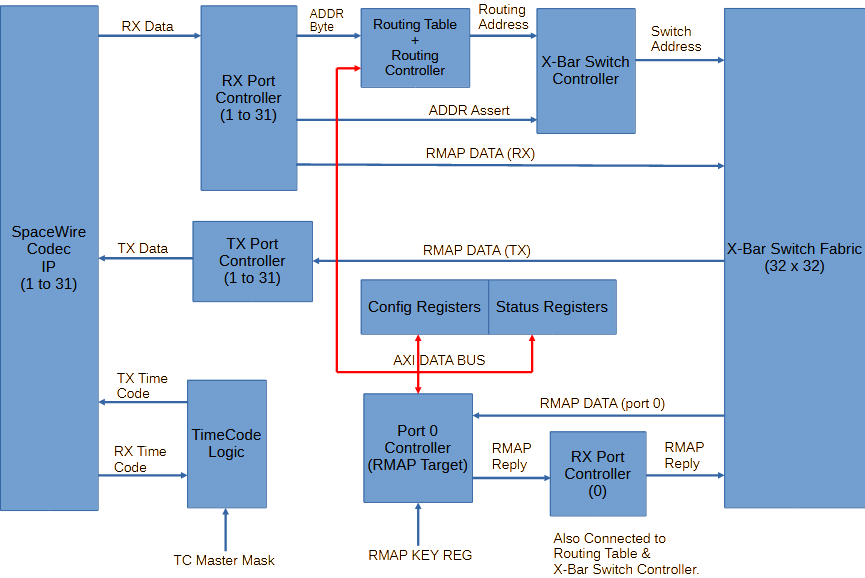 RX Data
ADDR
Byte
Routing Table
+
Routing
Controller
Routing
Address
X-Bar Switch
Controller
Switch
Address
RX Port
Controller
(1 to 31)
ADDR Assert
RMAP DATA (RX)
SpaceWire
Codec
IP
(1 to 31)
TX Data
TX Port
Controller
(1 to 31)
RMAP DATA (TX)
X-Bar Switch Fabric
(32 x 32)
Config Registers
Status Registers
AXI DATA BUS
TX Time
Code
RX Time
Code
TimeCode
Logic
TC Master Mask
Port 0
Controller
(RMAP Target)
RMAP DATA (port 0)
RMAP
Reply
RX Port
Controller
(0)
RMAP
Reply
RMAP KEY REG
Also Connected to
Routing Table &
X-Bar Switch Controller.